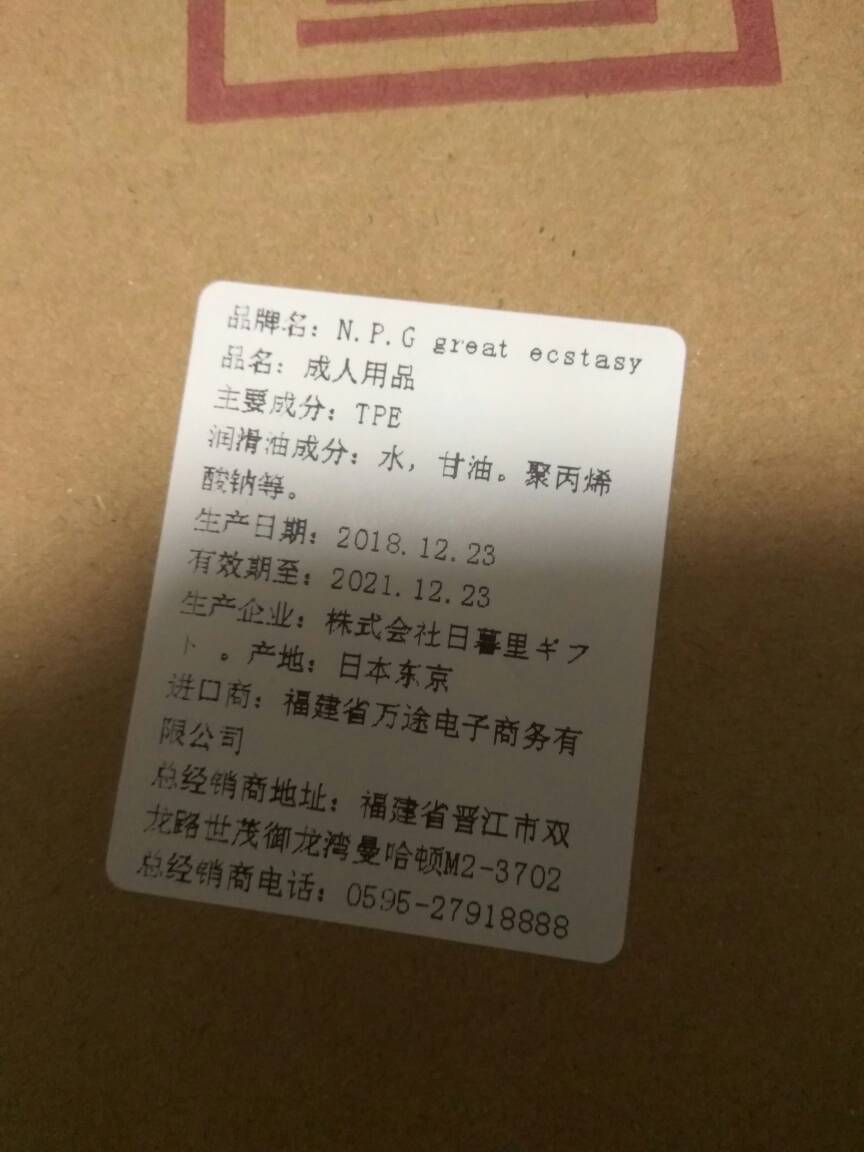 品牌名：N.P.G great ecstasy
品名：成人用品
主要成分：TPE
润滑油成分：水，甘油。聚丙烯
酸钠等。
生产日期：2018.12.23
有效期至：2021.12.23
生产企业：株式会社日暮里ギフ
ト 。产地：日本东京
进口商：福建省万途电子商务有
限公司
总经销商地址：福建省晋江市双
龙路世茂御龙湾曼哈顿M2-3702
总经销商电话：0595-27918888